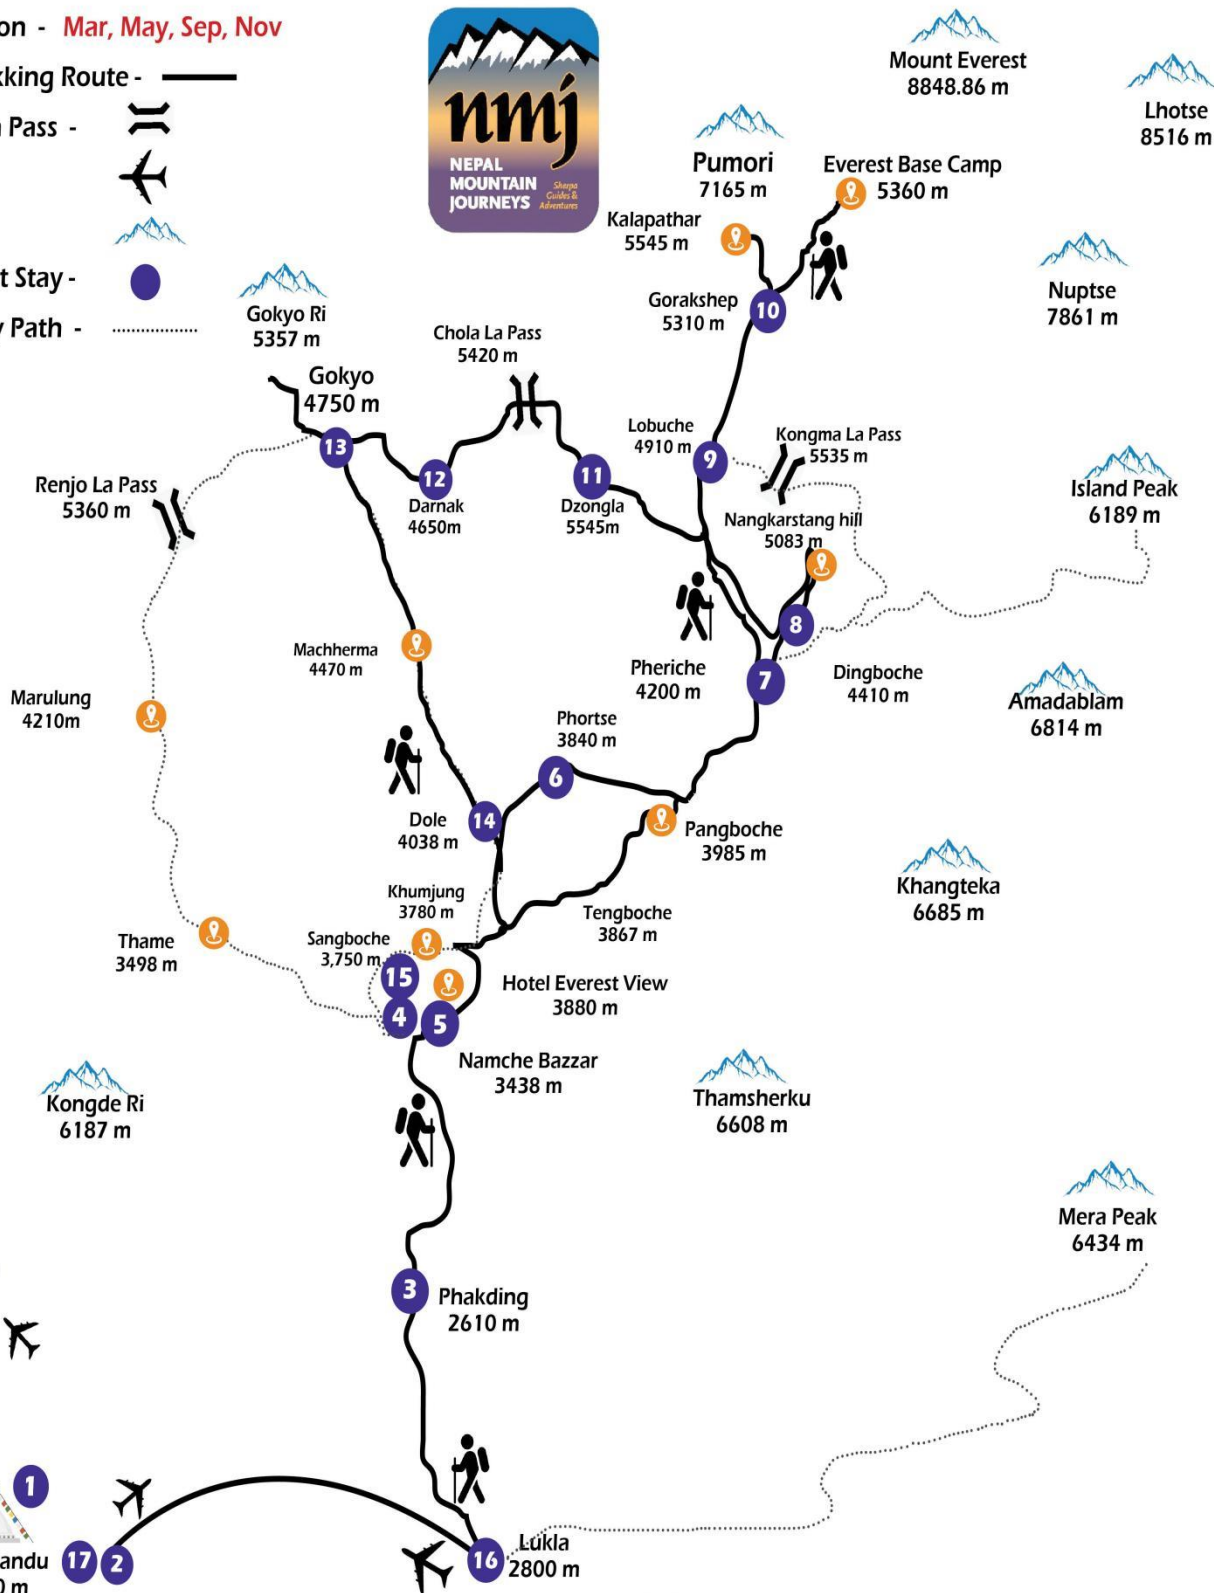 on - Mar, May, Sep, Nov
kking Route -
Pass -
t Stay -
Path -
nmj
NEPAL
MOUNTAIN
JOURNEYS
Sherpa
Guides &
Adventures
Mount Everest
8848.86 m
Lhotse
8516 m
Pumori
7165 m
Everest Base Camp
5360 m
Kalapathar
5545 m
Nuptse
7861 m
Gorakshep
5310 m
10
Gokyo Ri
5357 m
Chola La Pass
5420 m
Gokyo
4750 m
13
12
Darnak
4650m
11
Dzongla
5545m
Lobuche
4910 m
9
Kongma La Pass
5535 m
Renjo La Pass
5360 m
Nangkarstang hill
5083 m
Island Peak
6189 m
8
7
Pheriche
4200 m
Dingboche
4410 m
Machherma
4470 m
Marulung
4210m
Amadablam
6814 m
Phortse
3840 m
6
Dole
4038 m
14
Pangboche
3985 m
Khangteka
6685 m
Khumjung
3780 m
Tengboche
3867 m
Thame
3498 m
Sangboche
3,750 m
15
4
5
Hotel Everest View
3880 m
Namche Bazzar
3438 m
Kongde Ri
6187 m
Thamsherku
6608 m
Mera Peak
6434 m
3
Phakding
2610 m
1
andu
0 m
17
2
16
Lukla
2800 m